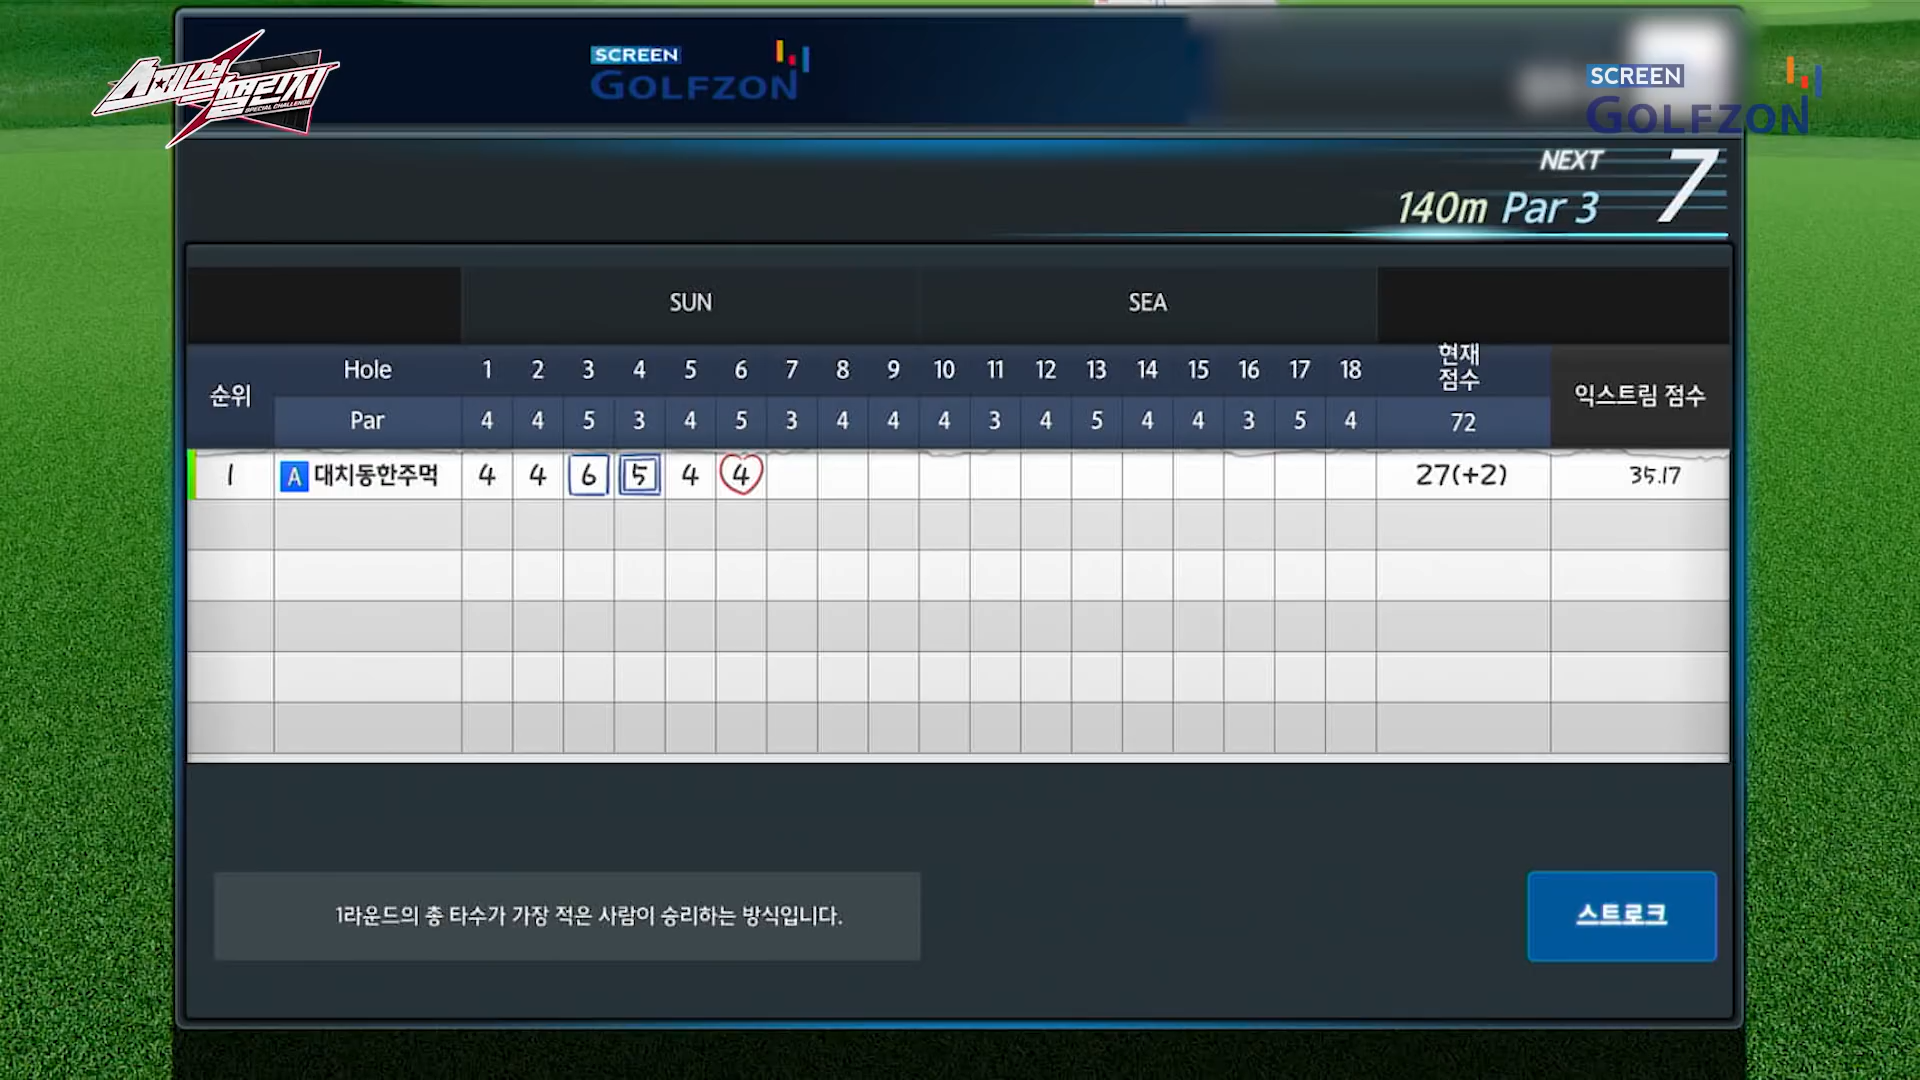 스페셜 챌린지
SPECIAL CHALLENGE
SCREEN
GOLFZON
SCREEN
GOLFZON
NEXT 7
140m Par 3
SUN SEA
순위 Hole 1 2 3 4 5 6 7 8 9 10 11 12 13 14 15 16 17 18 현재 점수 익스트림 점수
Par 4 4 5 3 4 5 3 4 4 4 3 4 5 4 4 3 5 4 72
1 A 대치동한주먹 4 4 6 5 4 4 27(+2) 35.17
1라운드의 총 타수가 가장 적은 사람이 승리하는 방식입니다.
스트로크